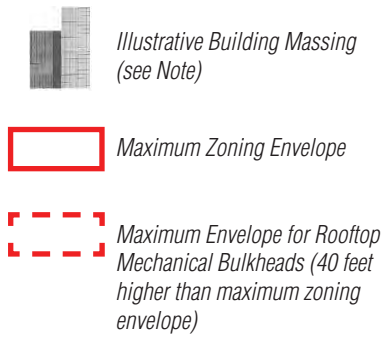 Illustrative Building Massing
(see Note)
Maximum Zoning Envelope
Maximum Envelope for Rooftop
Mechanical Bulkheads (40 feet
higher than maximum zoning
envelope)